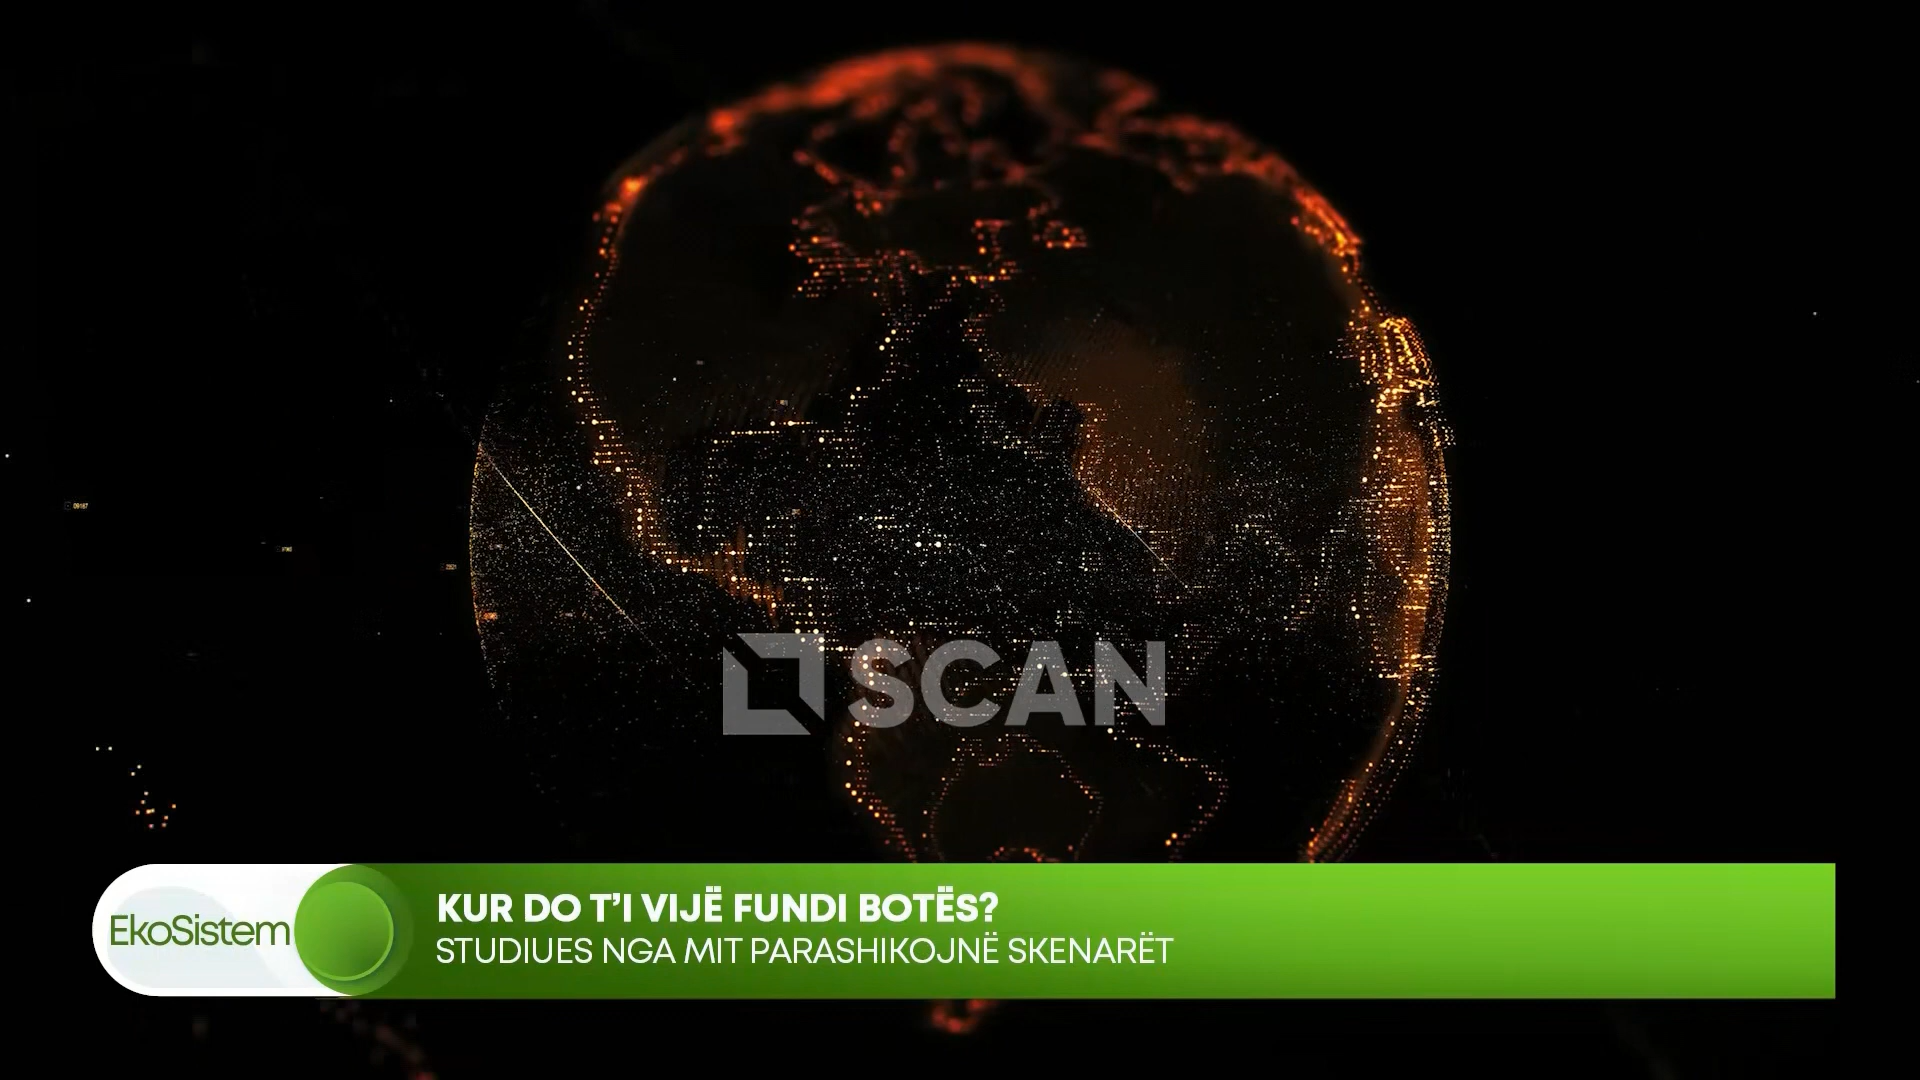 SCAN
EkoSistem
KUR DO T'I VIJË FUNDI BOTËS?
STUDIUES NGA MIT PARASHIKOJNË SKENARËT